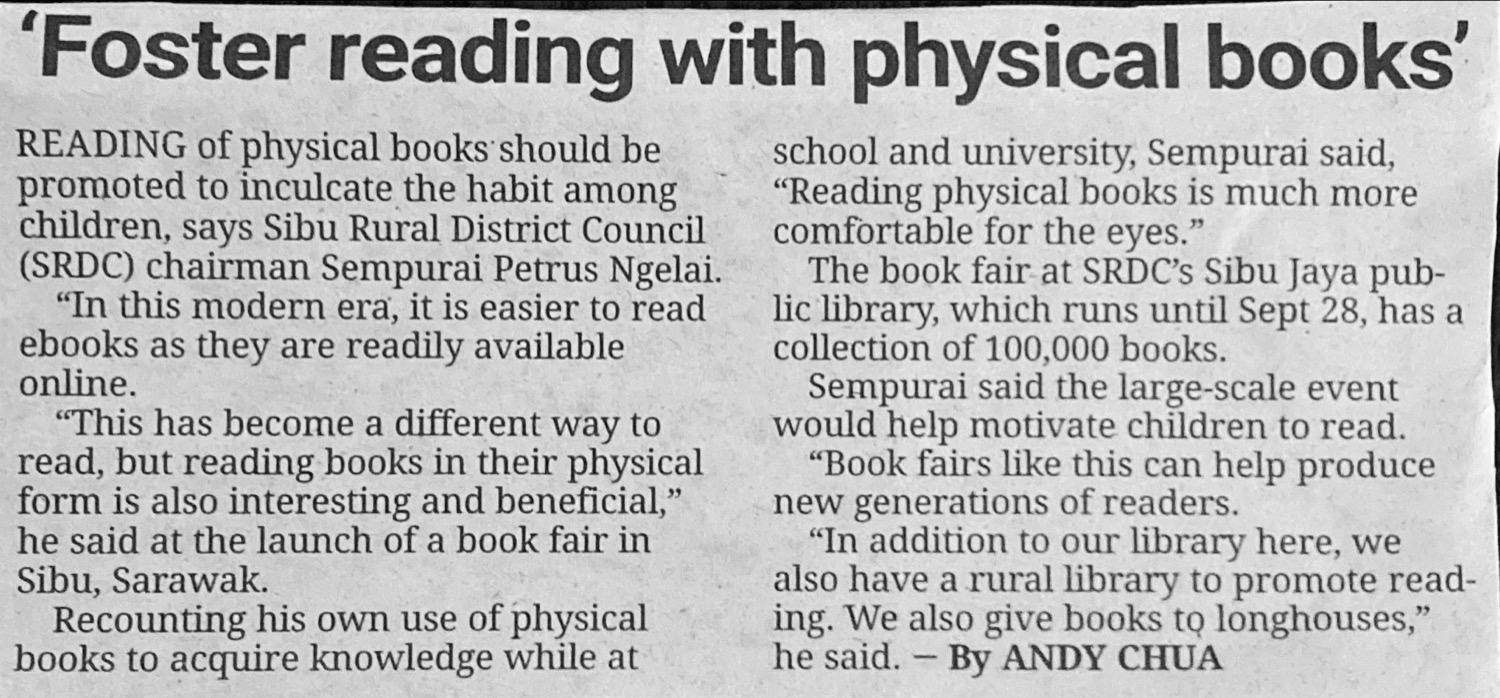 ‘Foster reading with physical books’
READING of physical books should be
promoted to inculcate the habit among
children, says Sibu Rural District Council
(SRDC) chairman Sempurai Petrus Ngelai.
“In this modern era, it is easier to read
ebooks as they are readily available
online.
“This has become a different way to
read, but reading books in their physical
form is also interesting and beneficial,”
he said at the launch of a book fair in
Sibu, Sarawak.
Recounting his own use of physical
books to acquire knowledge while at
school and university, Sempurai said,
“Reading physical books is much more
comfortable for the eyes.”
The book fair at SRDC’s Sibu Jaya pub-
lic library, which runs until Sept 28, has a
collection of 100,000 books.
Sempurai said the large-scale event
would help motivate children to read.
“Book fairs like this can help produce
new generations of readers.
“In addition to our library here, we
also have a rural library to promote read-
ing. We also give books to longhouses,”
he said. – By ANDY CHUA